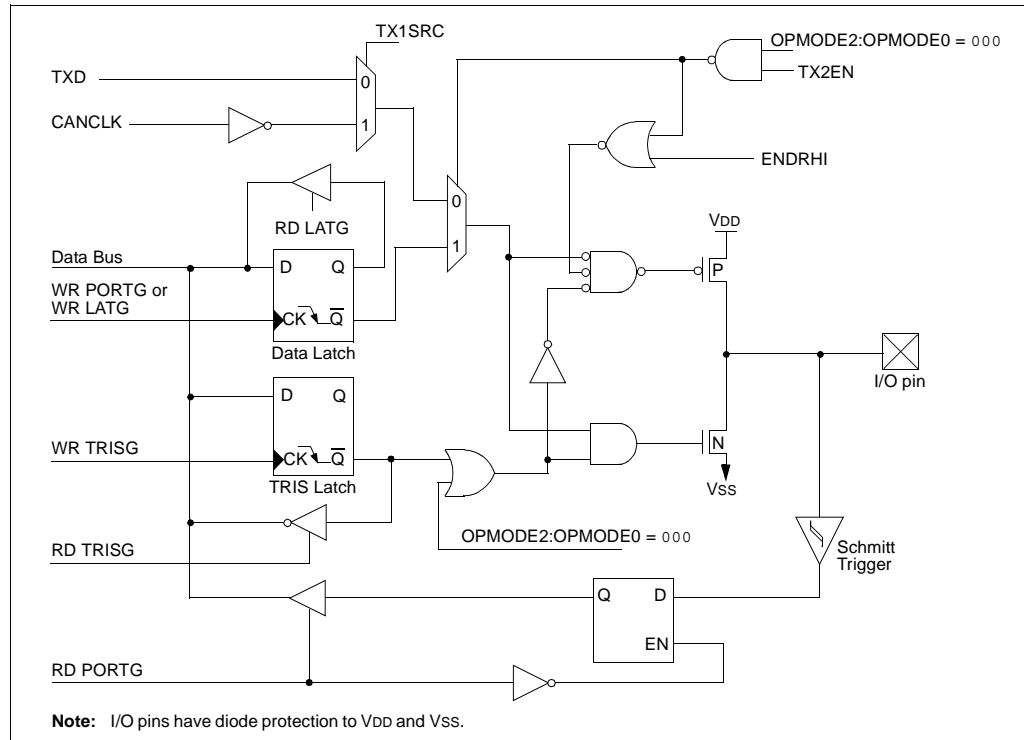 TX1SRC
OPMODE2:OPMODE0 = 000
TXD
0
TX2EN
CANCLK
1
ENDRHI
0
RD LATG
VDD
1
Data Bus
D Q
P
WR PORTG or
WR LATG
CK Q̅
Data Latch
I/O pin
D Q
WR TRISG
CK Q̅
N
TRIS Latch
VSS
OPMODE2:OPMODE0 = 000
RD TRISG
Schmitt
Trigger
Q D
EN
RD PORTG
Note: I/O pins have diode protection to VDD and VSS.